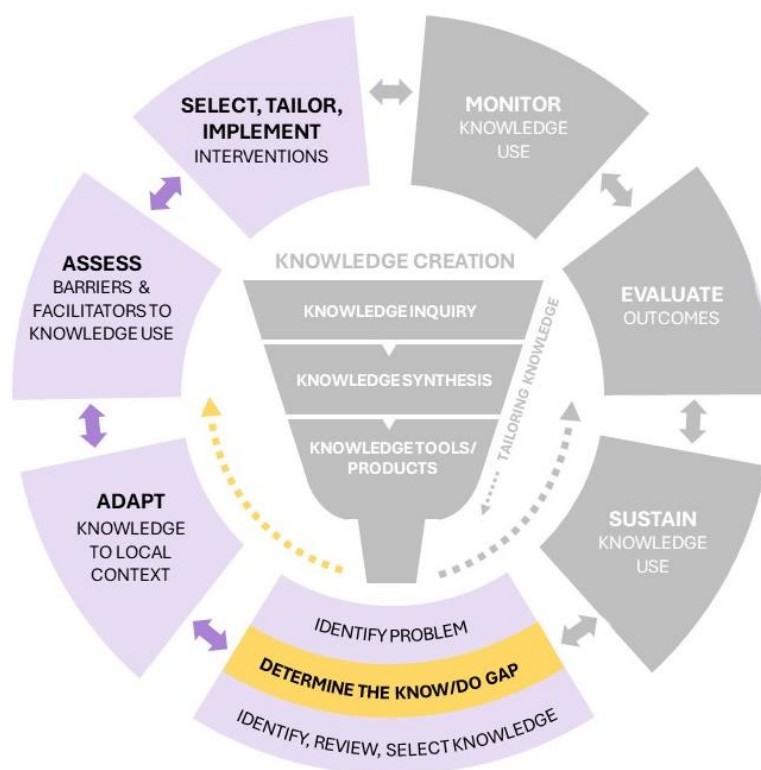 SELECT, TAILOR,
IMPLEMENT
INTERVENTIONS
MONITOR
KNOWLEDGE
USE
ASSESS
BARRIERS &
FACILITATORS TO
KNOWLEDGE USE
KNOWLEDGE CREATION
KNOWLEDGE INQUIRY
KNOWLEDGE SYNTHESIS
KNOWLEDGE TOOLS/
PRODUCTS
TAILORING KNOWLEDGE
EVALUATE
OUTCOMES
ADAPT
KNOWLEDGE
TO LOCAL
CONTEXT
SUSTAIN
KNOWLEDGE
USE
IDENTIFY PROBLEM
DETERMINE THE KNOW/DO GAP
IDENTIFY, REVIEW, SELECT KNOWLEDGE